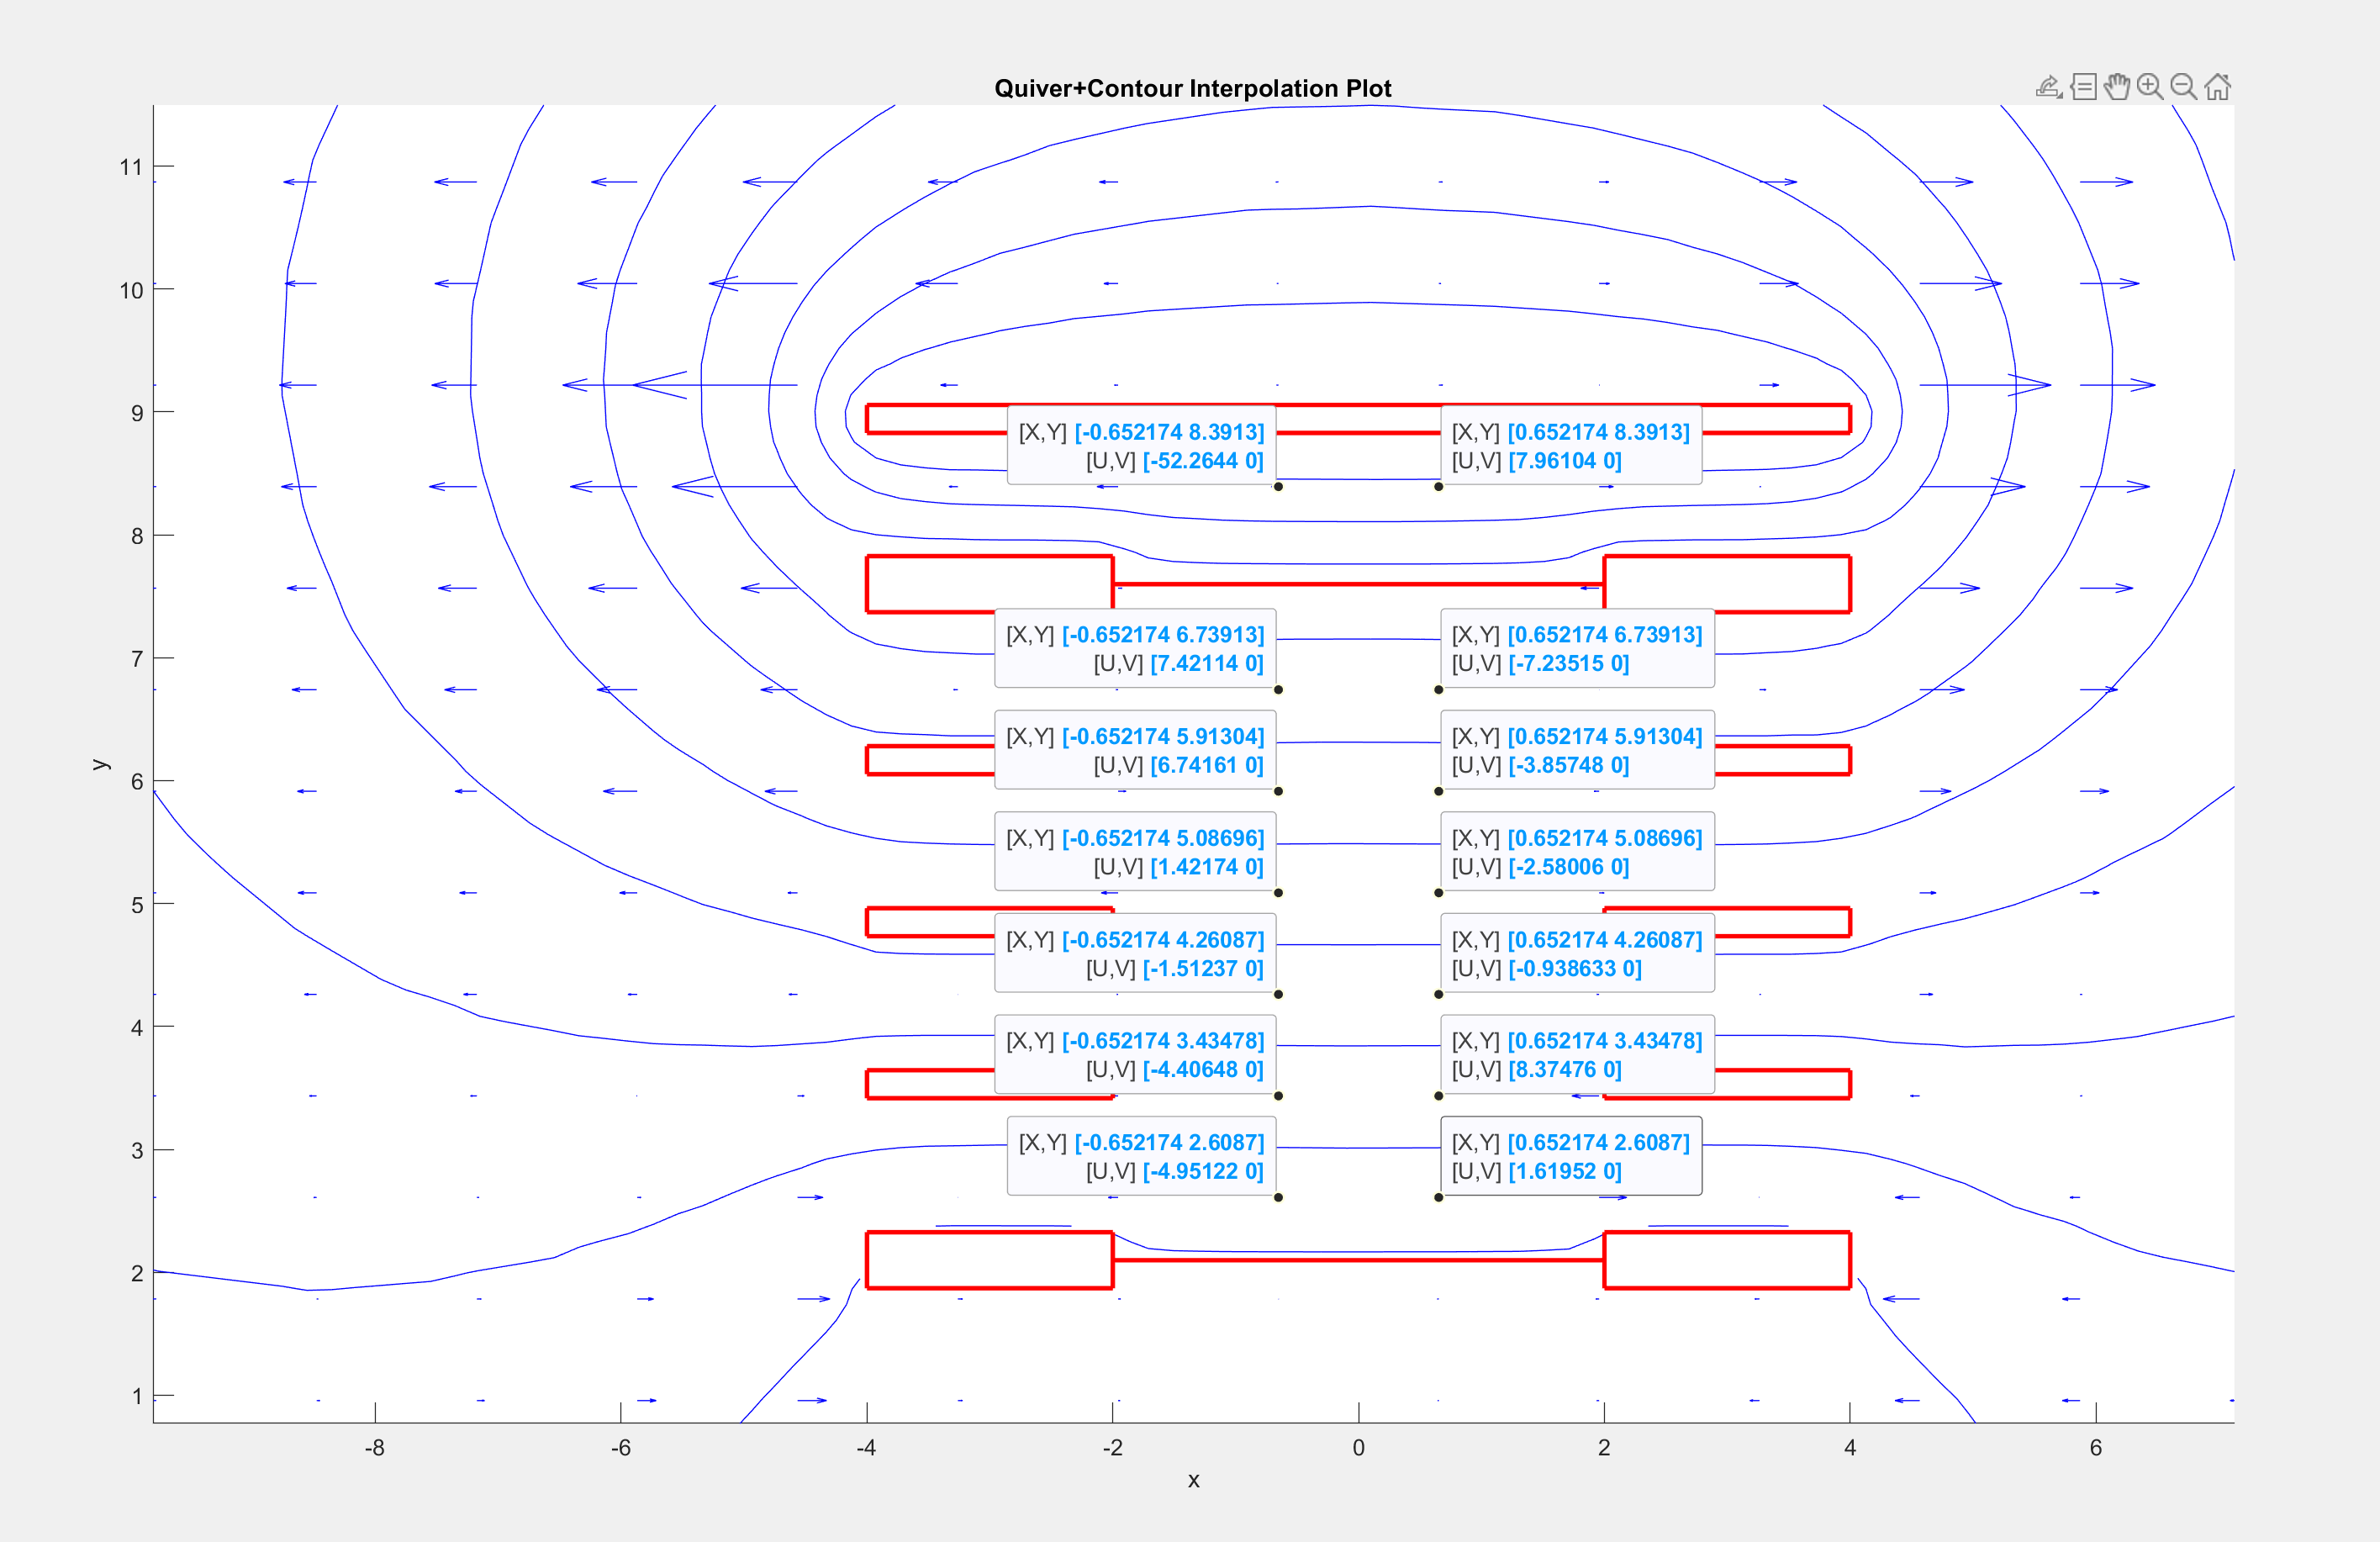 Quiver+Contour Interpolation Plot
11
10
9
[X,Y] [-0.652174 8.3913]
[U,V] [-52.2644 0]
[X,Y] [0.652174 8.3913]
[U,V] [7.96104 0]
8
7
[X,Y] [-0.652174 6.73913]
[U,V] [7.42114 0]
[X,Y] [0.652174 6.73913]
[U,V] [-7.23515 0]
y
6
[X,Y] [-0.652174 5.91304]
[U,V] [6.74161 0]
[X,Y] [0.652174 5.91304]
[U,V] [-3.85748 0]
5
[X,Y] [-0.652174 5.08696]
[U,V] [1.42174 0]
[X,Y] [0.652174 5.08696]
[U,V] [-2.58006 0]
4
[X,Y] [-0.652174 4.26087]
[U,V] [-1.51237 0]
[X,Y] [0.652174 4.26087]
[U,V] [-0.938633 0]
3
[X,Y] [-0.652174 3.43478]
[U,V] [-4.40648 0]
[X,Y] [0.652174 3.43478]
[U,V] [8.37476 0]
2
[X,Y] [-0.652174 2.6087]
[U,V] [-4.95122 0]
[X,Y] [0.652174 2.6087]
[U,V] [1.61952 0]
1
-8 -6 -4 -2 0 2 4 6
x